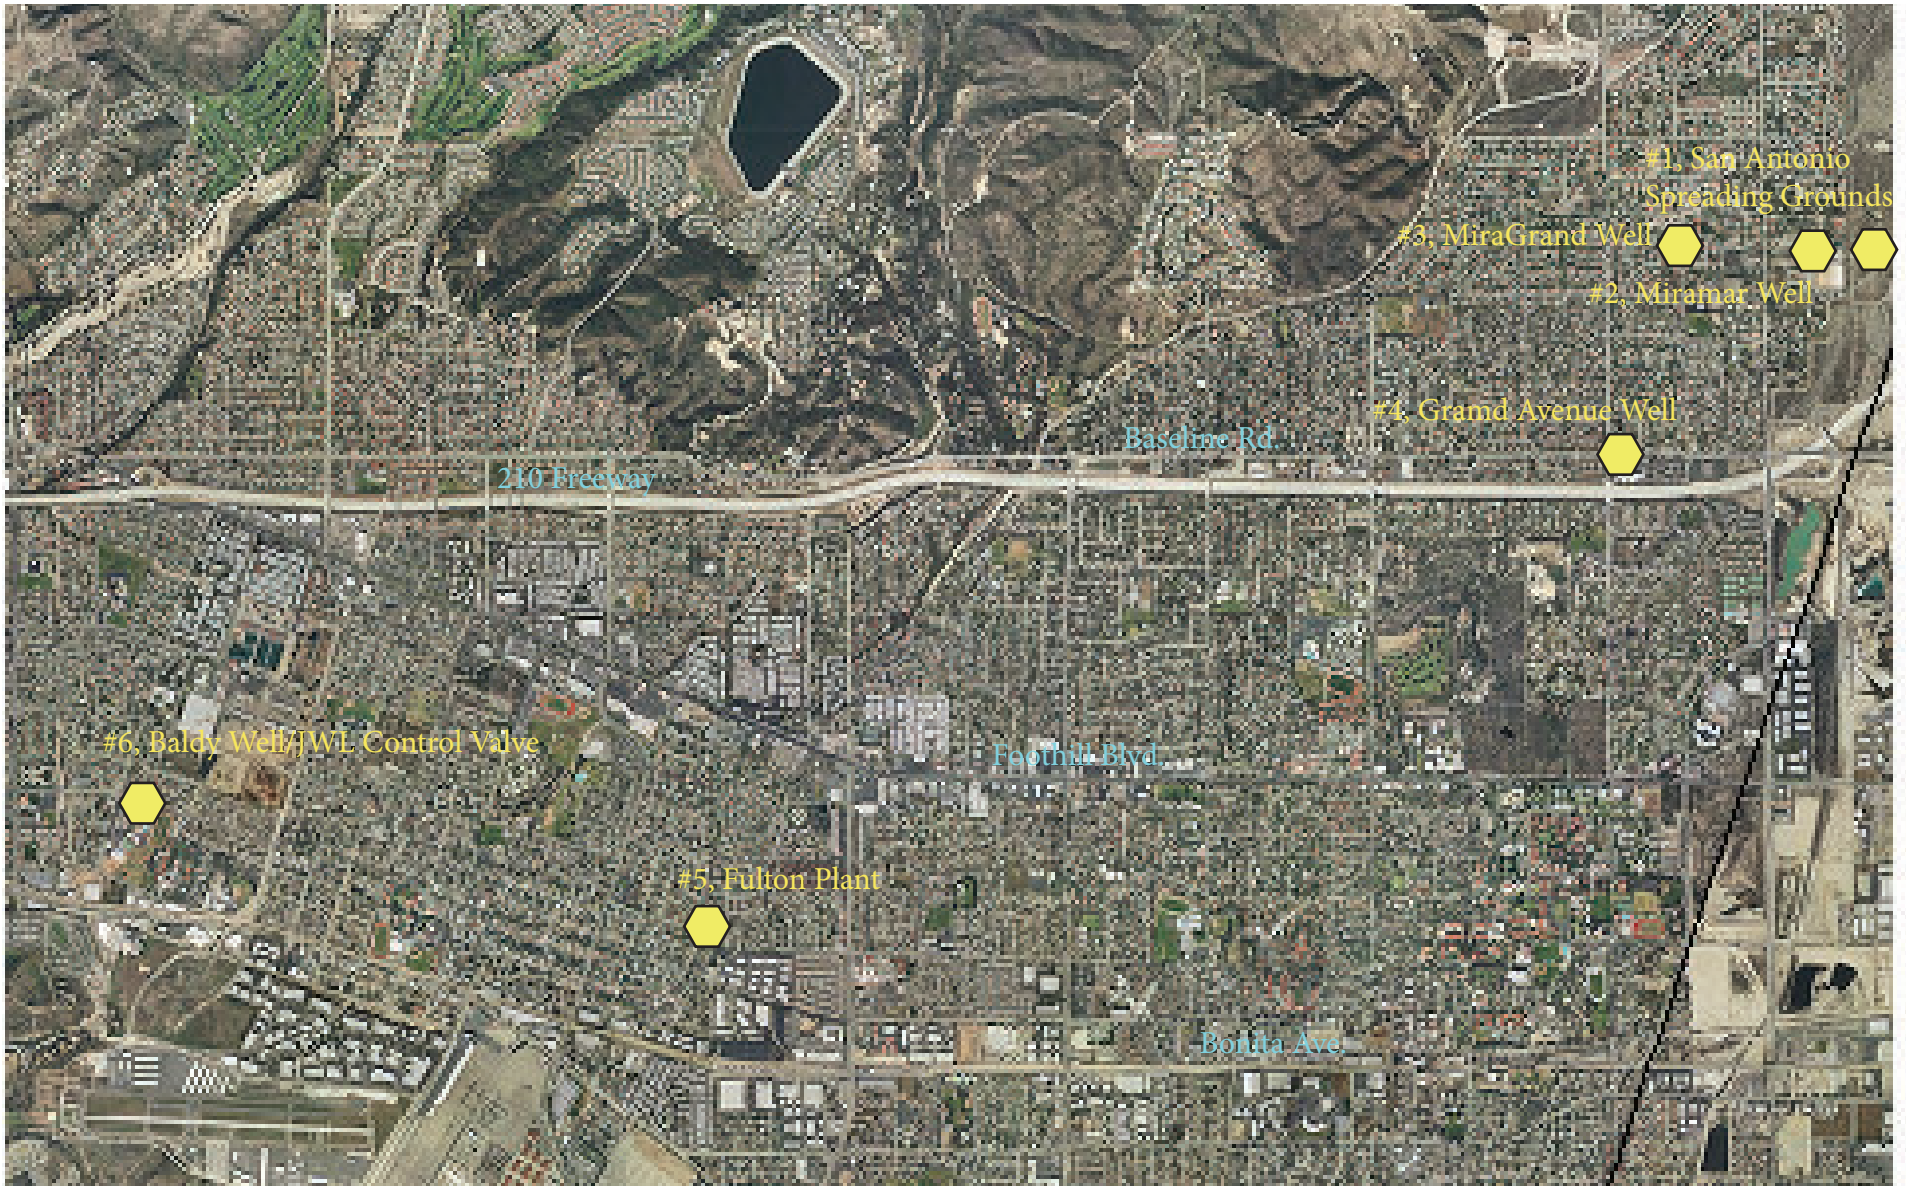 #1, San Antonio
Spreading Grounds
#3, MiraGrand Well
#2, Miramar Well
#4, Gramd Avenue Well
Baseline Rd.
210 Freeway
#6, Baldy Well/JWL Control Valve
Foothill Blvd.
#5, Fulton Plant
Bonita Ave.